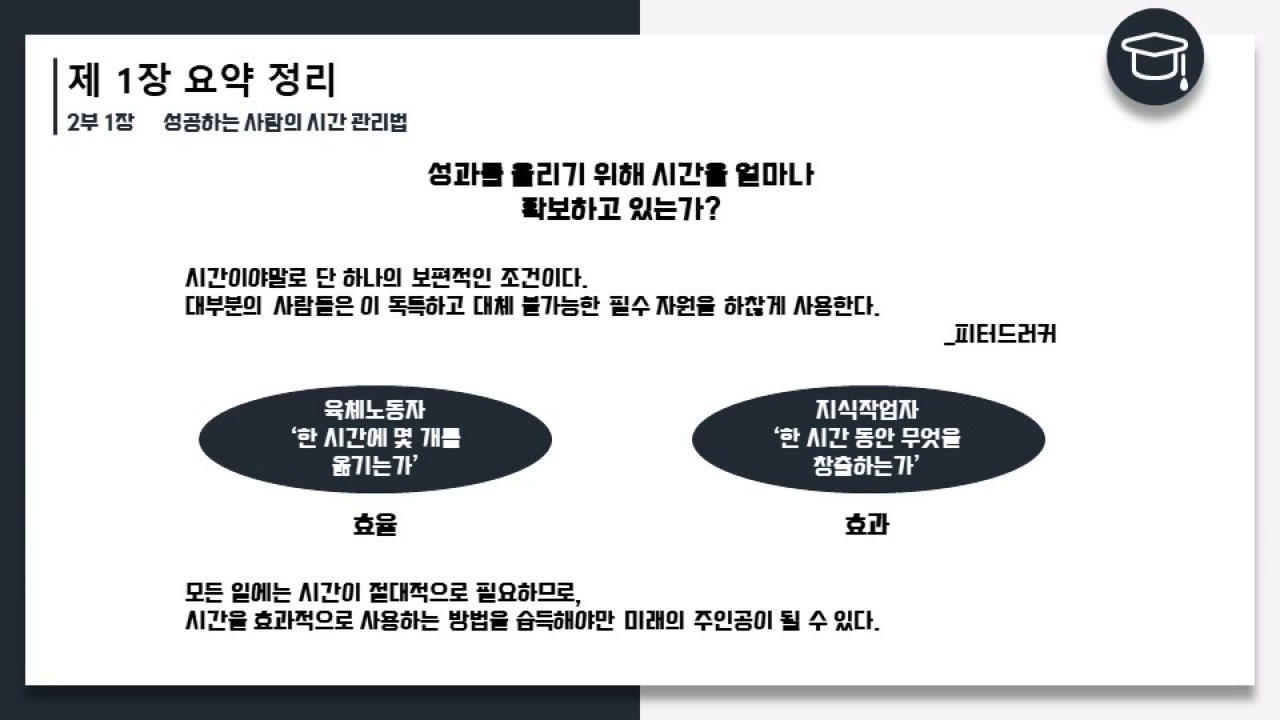 제 1장 요약 정리
2부 1장 성공하는 사람의 시간 관리법
성과를 올리기 위해 시간을 얼마나
확보하고 있는가?
시간이야말로 단 하나의 보편적인 조건이다.
대부분의 사람들은 이 독특하고 대체 불가능한 필수 자원을 하찮게 사용한다.
_피터드러커
육체노동자
‘한 시간에 몇 개를
옮기는가’
지식작업자
‘한 시간 동안 무엇을
창출하는가’
효율
효과
모든 일에는 시간이 절대적으로 필요하므로,
시간을 효과적으로 사용하는 방법을 습득해야만 미래의 주인공이 될 수 있다.